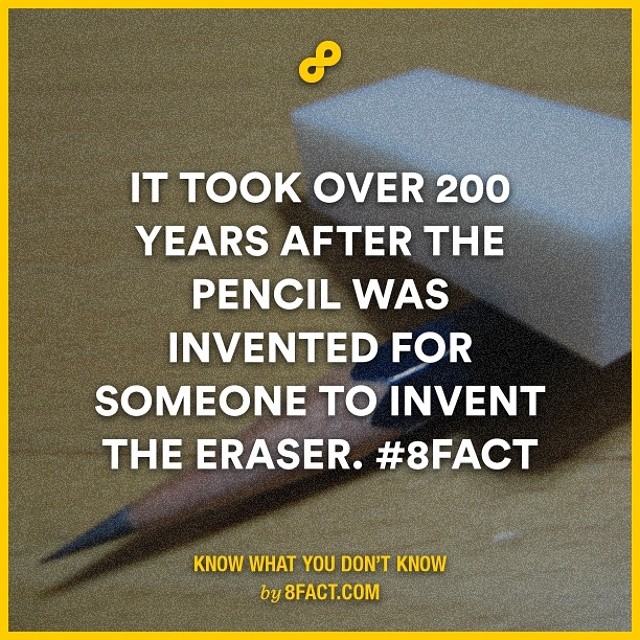 IT TOOK OVER 200
YEARS AFTER THE
PENCIL WAS
INVENTED FOR
SOMEONE TO INVENT
THE ERASER. #8FACT
KNOW WHAT YOU DON'T KNOW
by 8FACT.COM